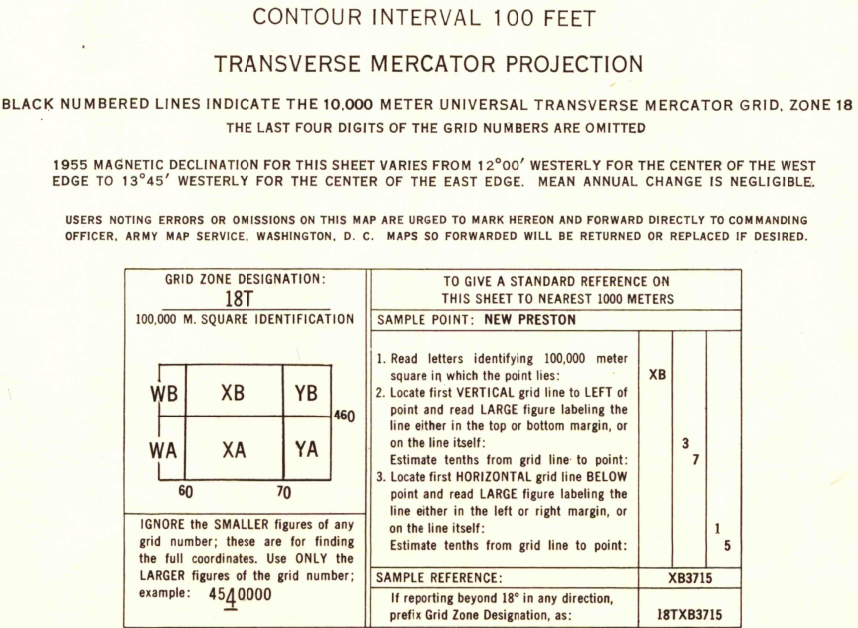 CONTOUR INTERVAL 100 FEET
TRANSVERSE MERCATOR PROJECTION
BLACK NUMBERED LINES INDICATE THE 10,000 METER UNIVERSAL TRANSVERSE MERCATOR GRID, ZONE 18
THE LAST FOUR DIGITS OF THE GRID NUMBERS ARE OMITTED
1955 MAGNETIC DECLINATION FOR THIS SHEET VARIES FROM 12°00′ WESTERLY FOR THE CENTER OF THE WEST
EDGE TO 13°45′ WESTERLY FOR THE CENTER OF THE EAST EDGE. MEAN ANNUAL CHANGE IS NEGLIGIBLE.
USERS NOTING ERRORS OR OMISSIONS ON THIS MAP ARE URGED TO MARK HEREON AND FORWARD DIRECTLY TO COMMANDING
OFFICER, ARMY MAP SERVICE, WASHINGTON, D. C. MAPS SO FORWARDED WILL BE RETURNED OR REPLACED IF DESIRED.
GRID ZONE DESIGNATION:
18T
100,000 M. SQUARE IDENTIFICATION
WB XB YB
460
WA XA YA
60 70
IGNORE the SMALLER figures of any
grid number; these are for finding
the full coordinates. Use ONLY the
LARGER figures of the grid number;
example: 4540000
TO GIVE A STANDARD REFERENCE ON
THIS SHEET TO NEAREST 1000 METERS
SAMPLE POINT: NEW PRESTON
1. Read letters identifying 100,000 meter
square in which the point lies: XB
2. Locate first VERTICAL grid line to LEFT of
point and read LARGE figure labeling the
line either in the top or bottom margin, or
on the line itself: 3
Estimate tenths from grid line to point: 7
3. Locate first HORIZONTAL grid line BELOW
point and read LARGE figure labeling the
line either in the left or right margin, or
on the line itself: 1
Estimate tenths from grid line to point: 5
SAMPLE REFERENCE: XB3715
If reporting beyond 18° in any direction,
prefix Grid Zone Designation, as: 18TXB3715